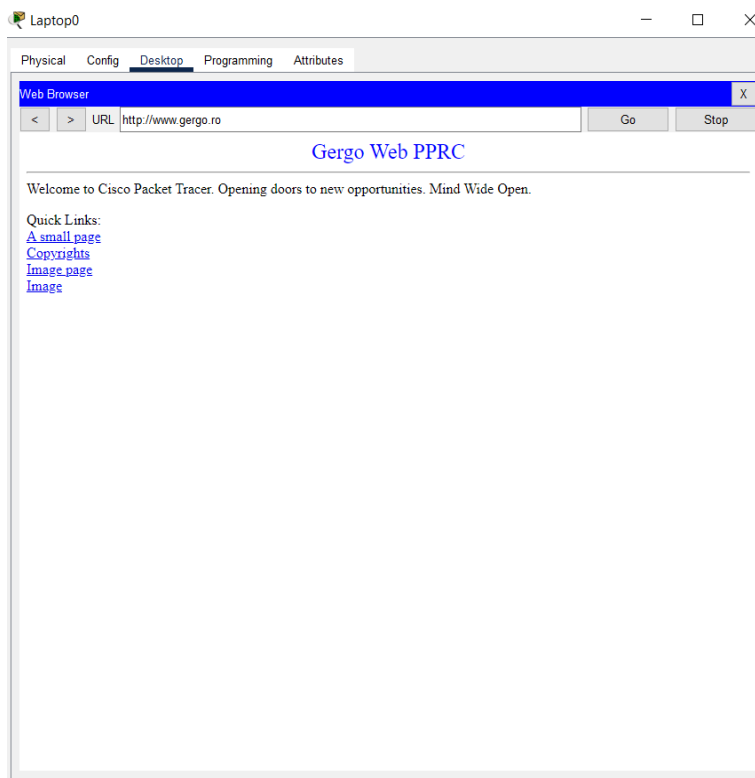 Laptop0
Physical Config Desktop Programming Attributes
Web Browser X
< > URL http://www.gergo.ro Go Stop
Gergo Web PPRC
Welcome to Cisco Packet Tracer. Opening doors to new opportunities. Mind Wide Open.
Quick Links:
A small page
Copyrights
Image page
Image